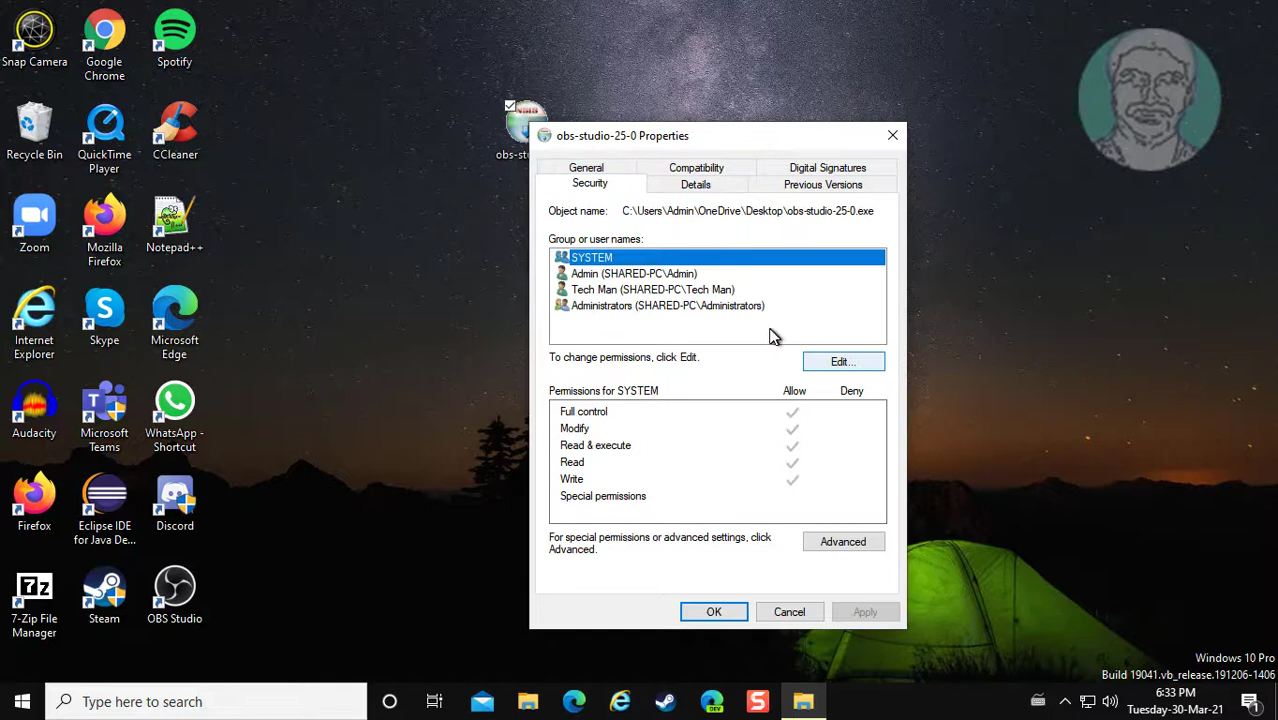 Snap Camera
Google
Chrome
Spotify
Recycle Bin
QuickTime
Player
CCleaner
Zoom
Mozilla
Firefox
Notepad++
Internet
Explorer
Skype
Microsoft
Edge
Audacity
Microsoft
Teams
WhatsApp -
Shortcut
Firefox
Eclipse IDE
for Java De...
Discord
7z
7-Zip File
Manager
Steam
OBS Studio
NSIS
obs-stu
obs-studio-25-0 Properties
General
Compatibility
Digital Signatures
Security
Details
Previous Versions
Object name: C:\Users\Admin\OneDrive\Desktop\obs-studio-25-0.exe
Group or user names:
SYSTEM
Admin (SHARED-PC\Admin)
Tech Man (SHARED-PC\Tech Man)
Administrators (SHARED-PC\Administrators)
To change permissions, click Edit.
Edit...
Permissions for SYSTEM Allow Deny
Full control
Modify
Read & execute
Read
Write
Special permissions
For special permissions or advanced settings, click
Advanced.
Advanced
OK
Cancel
Apply
Windows 10 Pro
Build 19041.vb_release.191206-1406
Type here to search
DEV
S
6:33 PM
Tuesday-30-Mar-21
1